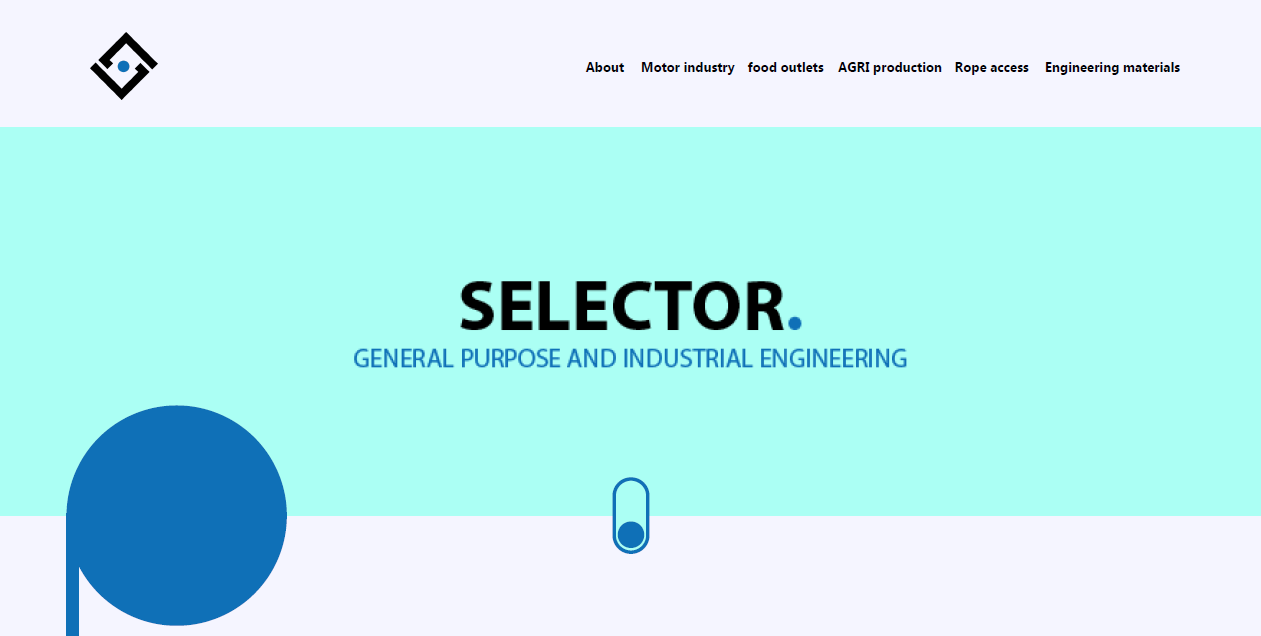 About Motor industry food outlets AGRI production Rope access Engineering materials
SELECTOR.
GENERAL PURPOSE AND INDUSTRIAL ENGINEERING